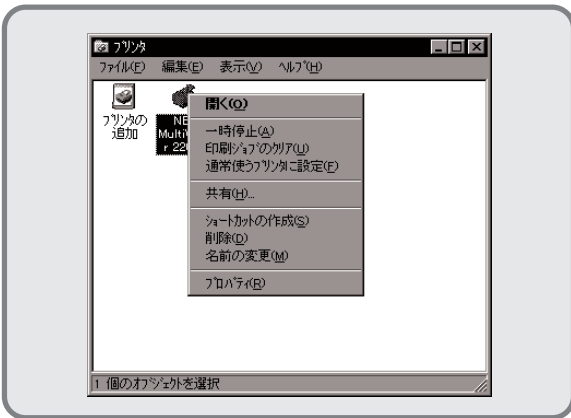 プリンタ
ファイル(F) 編集(E) 表示(V) ヘルプ(H)
プリンタの
追加
NE
Multi
r 220
開く(O)
一時停止(A)
印刷ジョブのクリア(U)
通常使うプリンタに設定(F)
共有(H)...
ショートカットの作成(S)
削除(D)
名前の変更(M)
プロパティ(R)
1 個のオブジェクトを選択